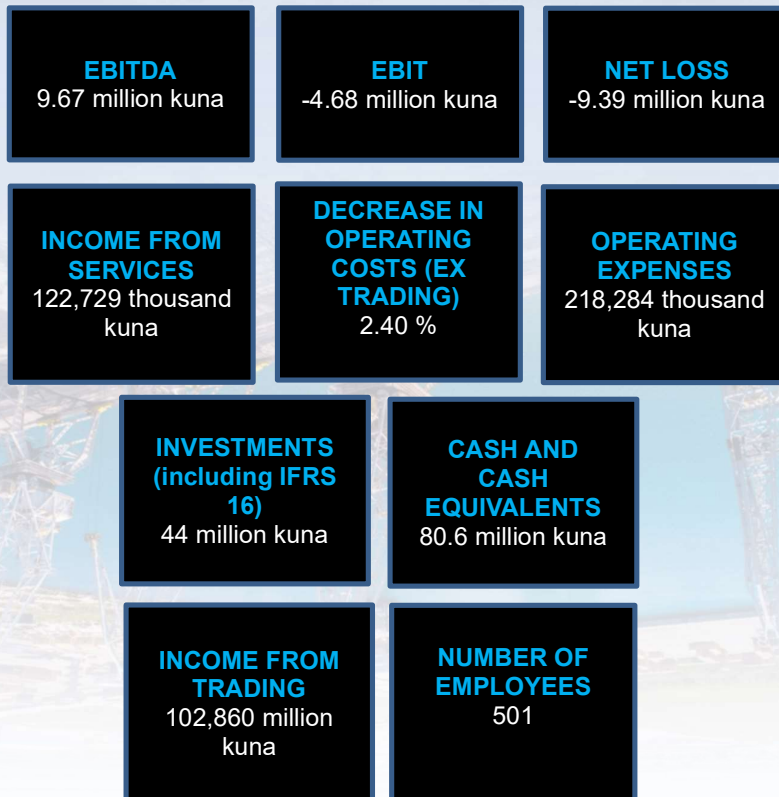 EBITDA
9.67 million kuna
EBIT
-4.68 million kuna
NET LOSS
-9.39 million kuna
INCOME FROM
SERVICES
122,729 thousand
kuna
DECREASE IN
OPERATING
COSTS (EX
TRADING)
2.40 %
OPERATING
EXPENSES
218,284 thousand
kuna
INVESTMENTS
(including IFRS
16)
44 million kuna
CASH AND
CASH
EQUIVALENTS
80.6 million kuna
INCOME FROM
TRADING
102,860 million
kuna
NUMBER OF
EMPLOYEES
501